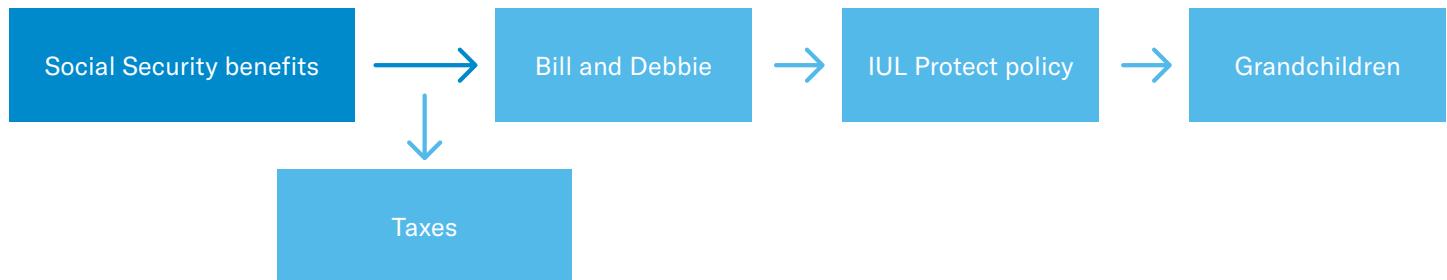 Social Security benefits
Bill and Debbie
IUL Protect policy
Grandchildren
Taxes